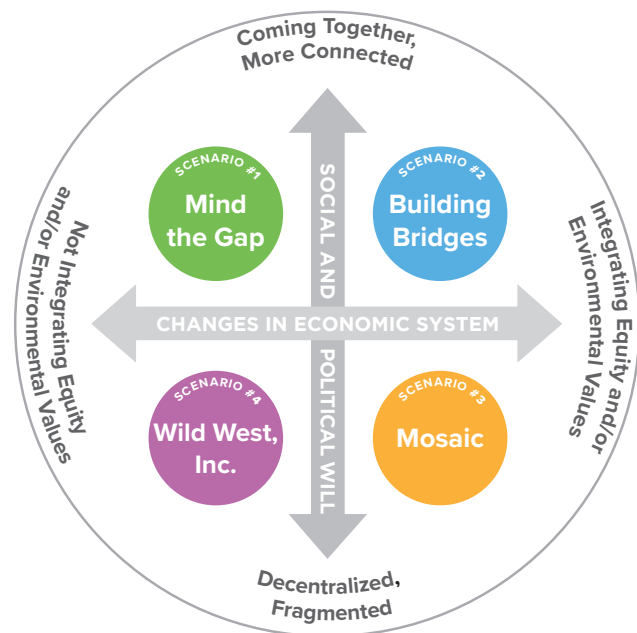 Coming Together,
More Connected
SCENARIO #1
Mind
the Gap
SCENARIO #2
Building
Bridges
Not Integrating Equity
and/or Environmental Values
Integrating Equity and/or
Environmental Values
SOCIAL AND
POLITICAL WILL
CHANGES IN ECONOMIC SYSTEM
SCENARIO #4
Wild West,
Inc.
SCENARIO #3
Mosaic
Decentralized,
Fragmented